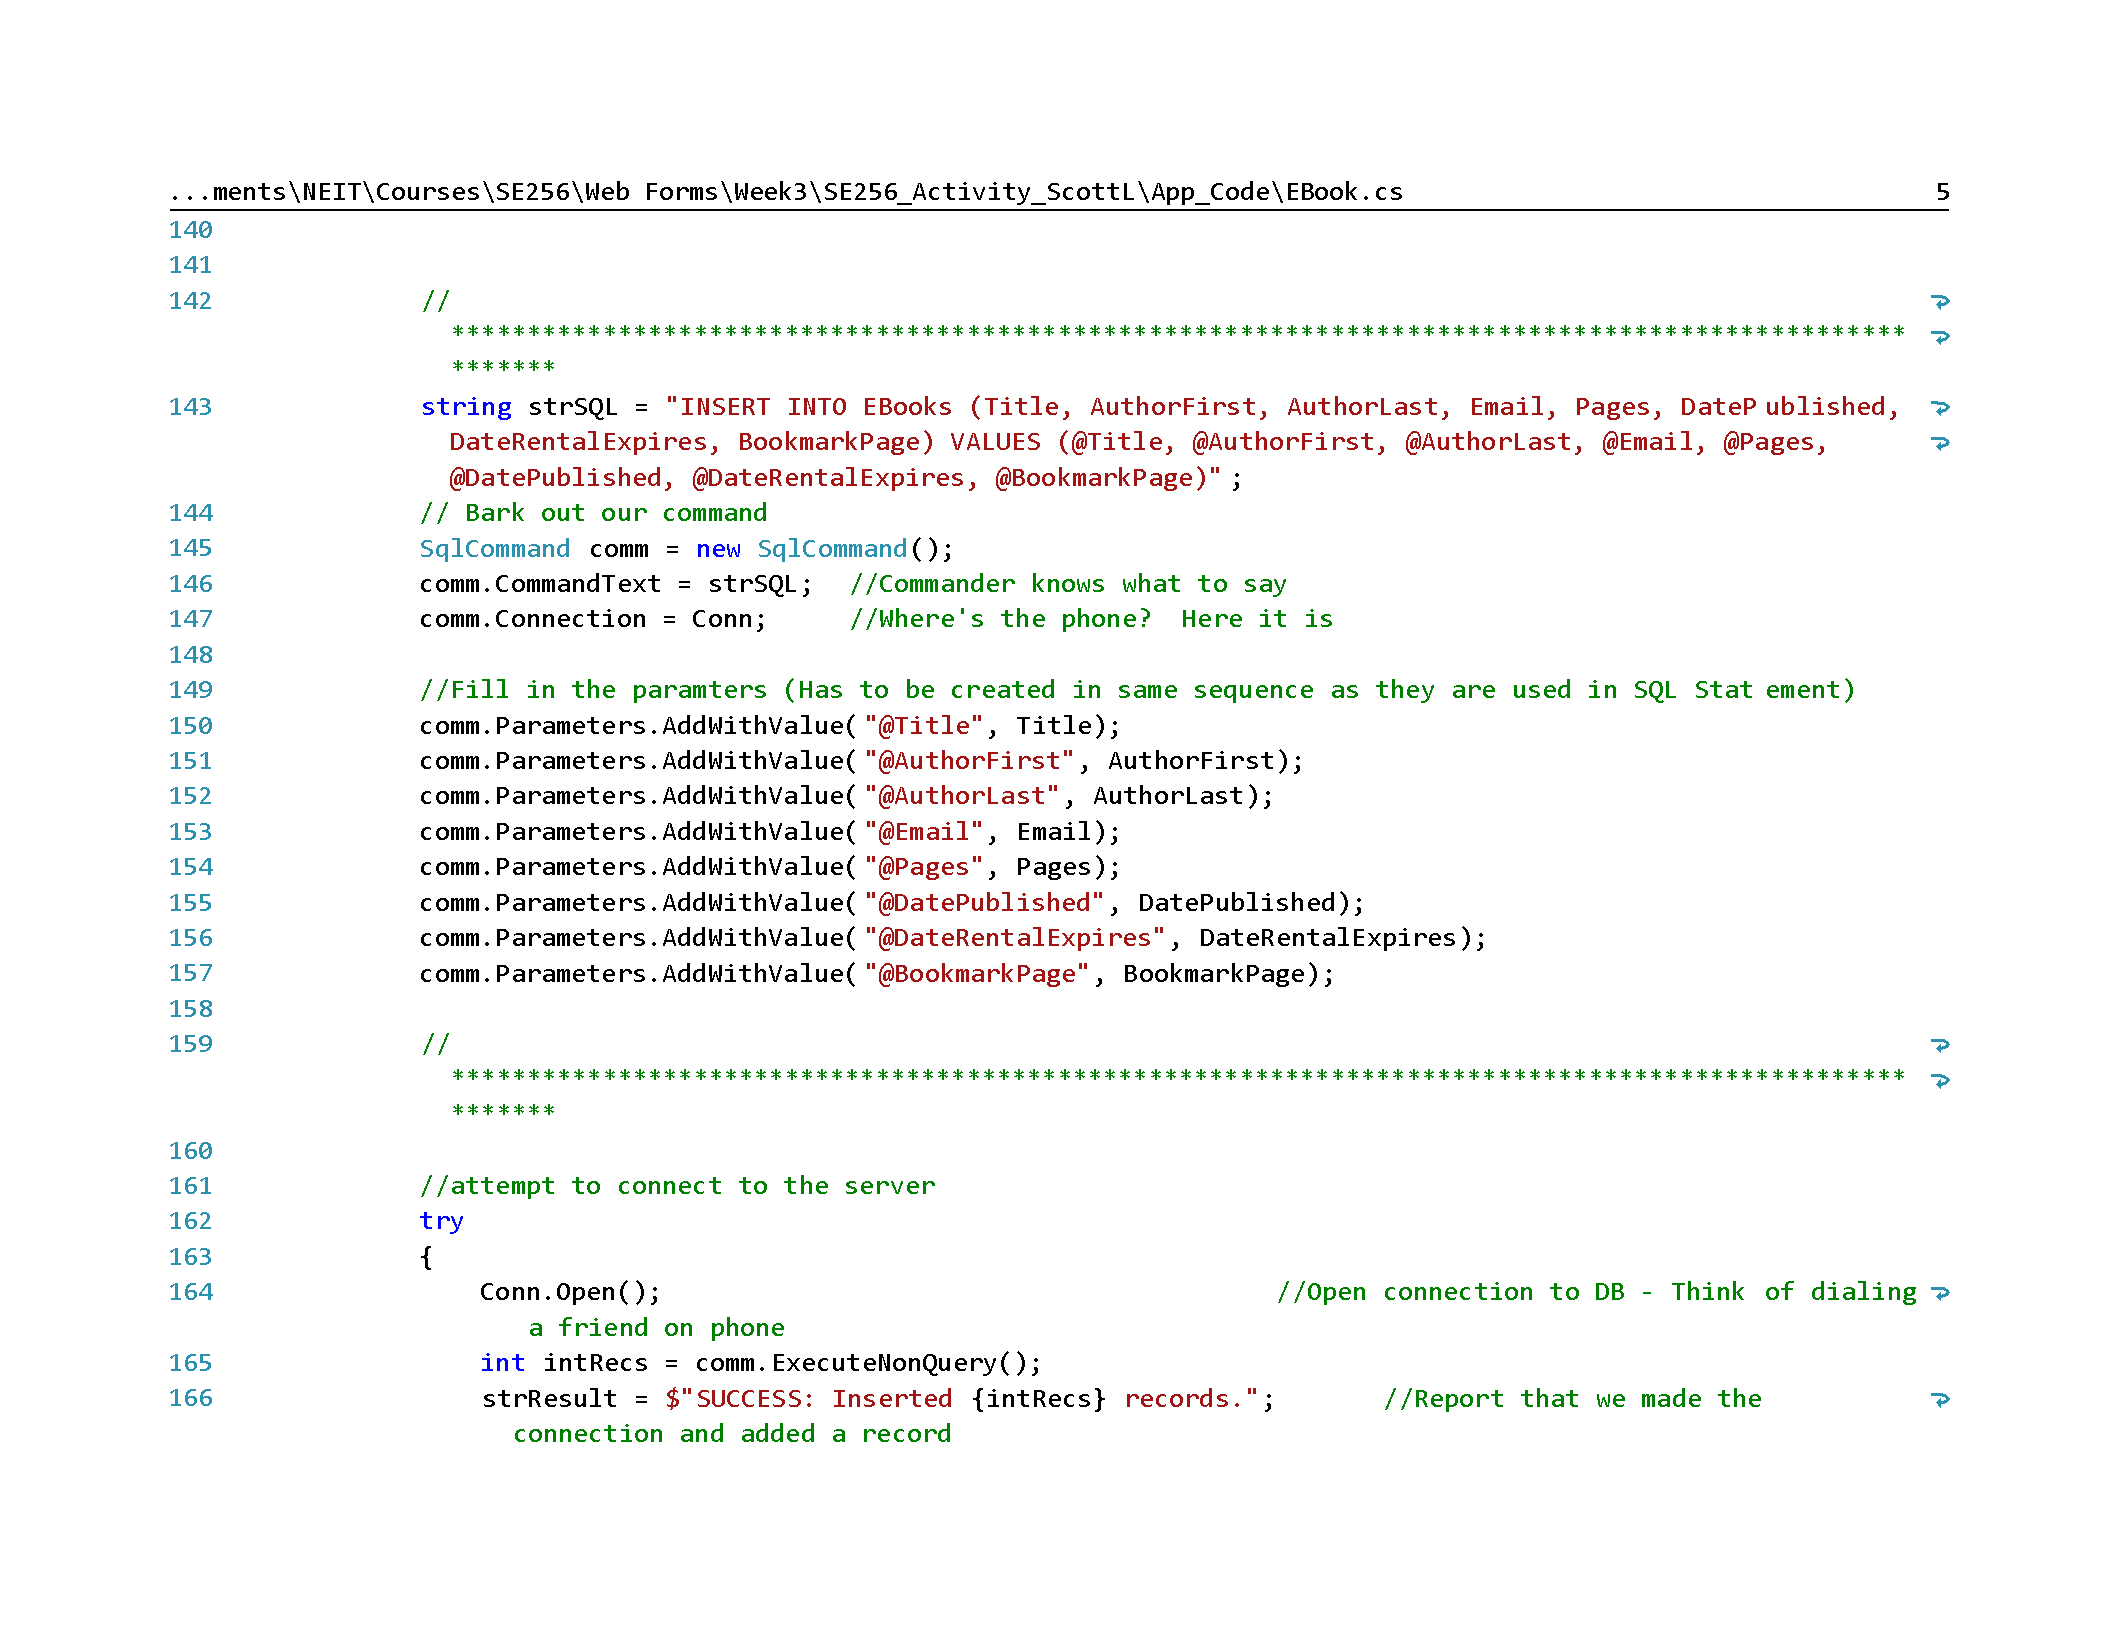 ...ments\NEIT\Courses\SE256\Web Forms\Week3\SE256_Activity_ScottL\App_Code\EBook.cs 5
140
141
142 //
************************************************************************************************
*******
143 string strSQL = "INSERT INTO EBooks (Title, AuthorFirst, AuthorLast, Email, Pages, DateP ublished,
DateRentalExpires, BookmarkPage) VALUES (@Title, @AuthorFirst, @AuthorLast, @Email, @Pages,
@DatePublished, @DateRentalExpires, @BookmarkPage)" ;
144 // Bark out our command
145 SqlCommand comm = new SqlCommand();
146 comm.CommandText = strSQL; //Commander knows what to say
147 comm.Connection = Conn; //Where's the phone? Here it is
148
149 //Fill in the paramters (Has to be created in same sequence as they are used in SQL Stat ement)
150 comm.Parameters.AddWithValue( "@Title", Title);
151 comm.Parameters.AddWithValue( "@AuthorFirst", AuthorFirst);
152 comm.Parameters.AddWithValue( "@AuthorLast", AuthorLast);
153 comm.Parameters.AddWithValue( "@Email", Email);
154 comm.Parameters.AddWithValue( "@Pages", Pages);
155 comm.Parameters.AddWithValue( "@DatePublished", DatePublished);
156 comm.Parameters.AddWithValue( "@DateRentalExpires", DateRentalExpires);
157 comm.Parameters.AddWithValue( "@BookmarkPage", BookmarkPage);
158
159 //
************************************************************************************************
*******
160
161 //attempt to connect to the server
162 try
163 {
164 Conn.Open(); //Open connection to DB - Think of dialing
a friend on phone
165 int intRecs = comm.ExecuteNonQuery();
166 strResult = $"SUCCESS: Inserted {intRecs} records."; //Report that we made the
connection and added a record